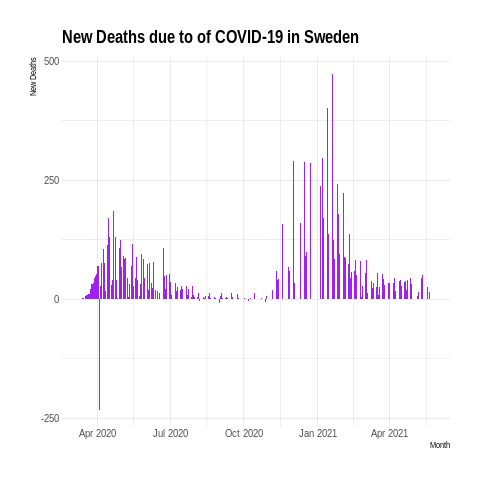 New Deaths due to of COVID-19 in Sweden
New Deaths
500
250
0
-250
Apr 2020
Jul 2020
Oct 2020
Jan 2021
Apr 2021
Month